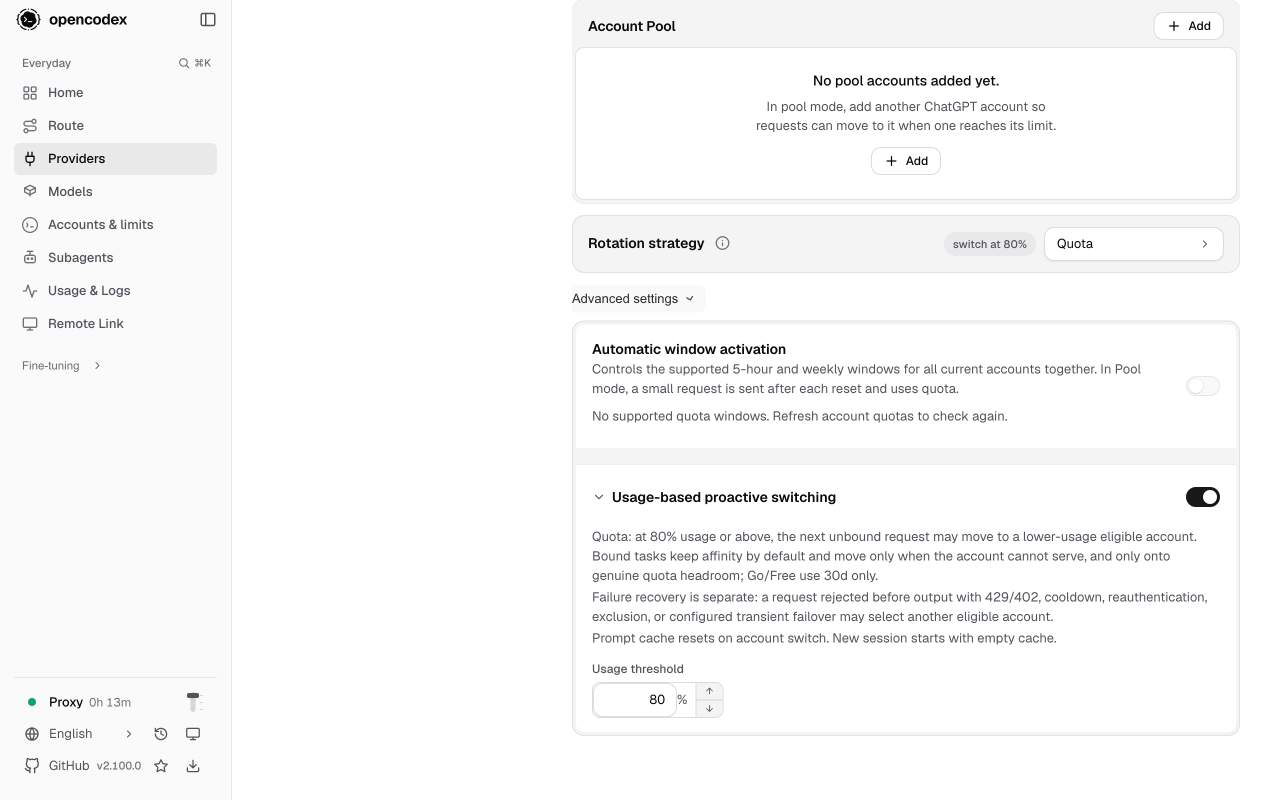 opencodex
Everyday
⌘K
Home
Route
Providers
Models
Accounts & limits
Subagents
Usage & Logs
Remote Link
Fine-tuning
Proxy 0h 13m
English
GitHub v2.100.0
Account Pool
Add
No pool accounts added yet.
In pool mode, add another ChatGPT account so
requests can move to it when one reaches its limit.
Add
Rotation strategy
switch at 80%
Quota
Advanced settings
Automatic window activation
Controls the supported 5-hour and weekly windows for all current accounts together. In Pool
mode, a small request is sent after each reset and uses quota.
No supported quota windows. Refresh account quotas to check again.
Usage-based proactive switching
Quota: at 80% usage or above, the next unbound request may move to a lower-usage eligible account.
Bound tasks keep affinity by default and move only when the account cannot serve, and only onto
genuine quota headroom; Go/Free use 30d only.
Failure recovery is separate: a request rejected before output with 429/402, cooldown, reauthentication,
exclusion, or configured transient failover may select another eligible account.
Prompt cache resets on account switch. New session starts with empty cache.
Usage threshold
80 %